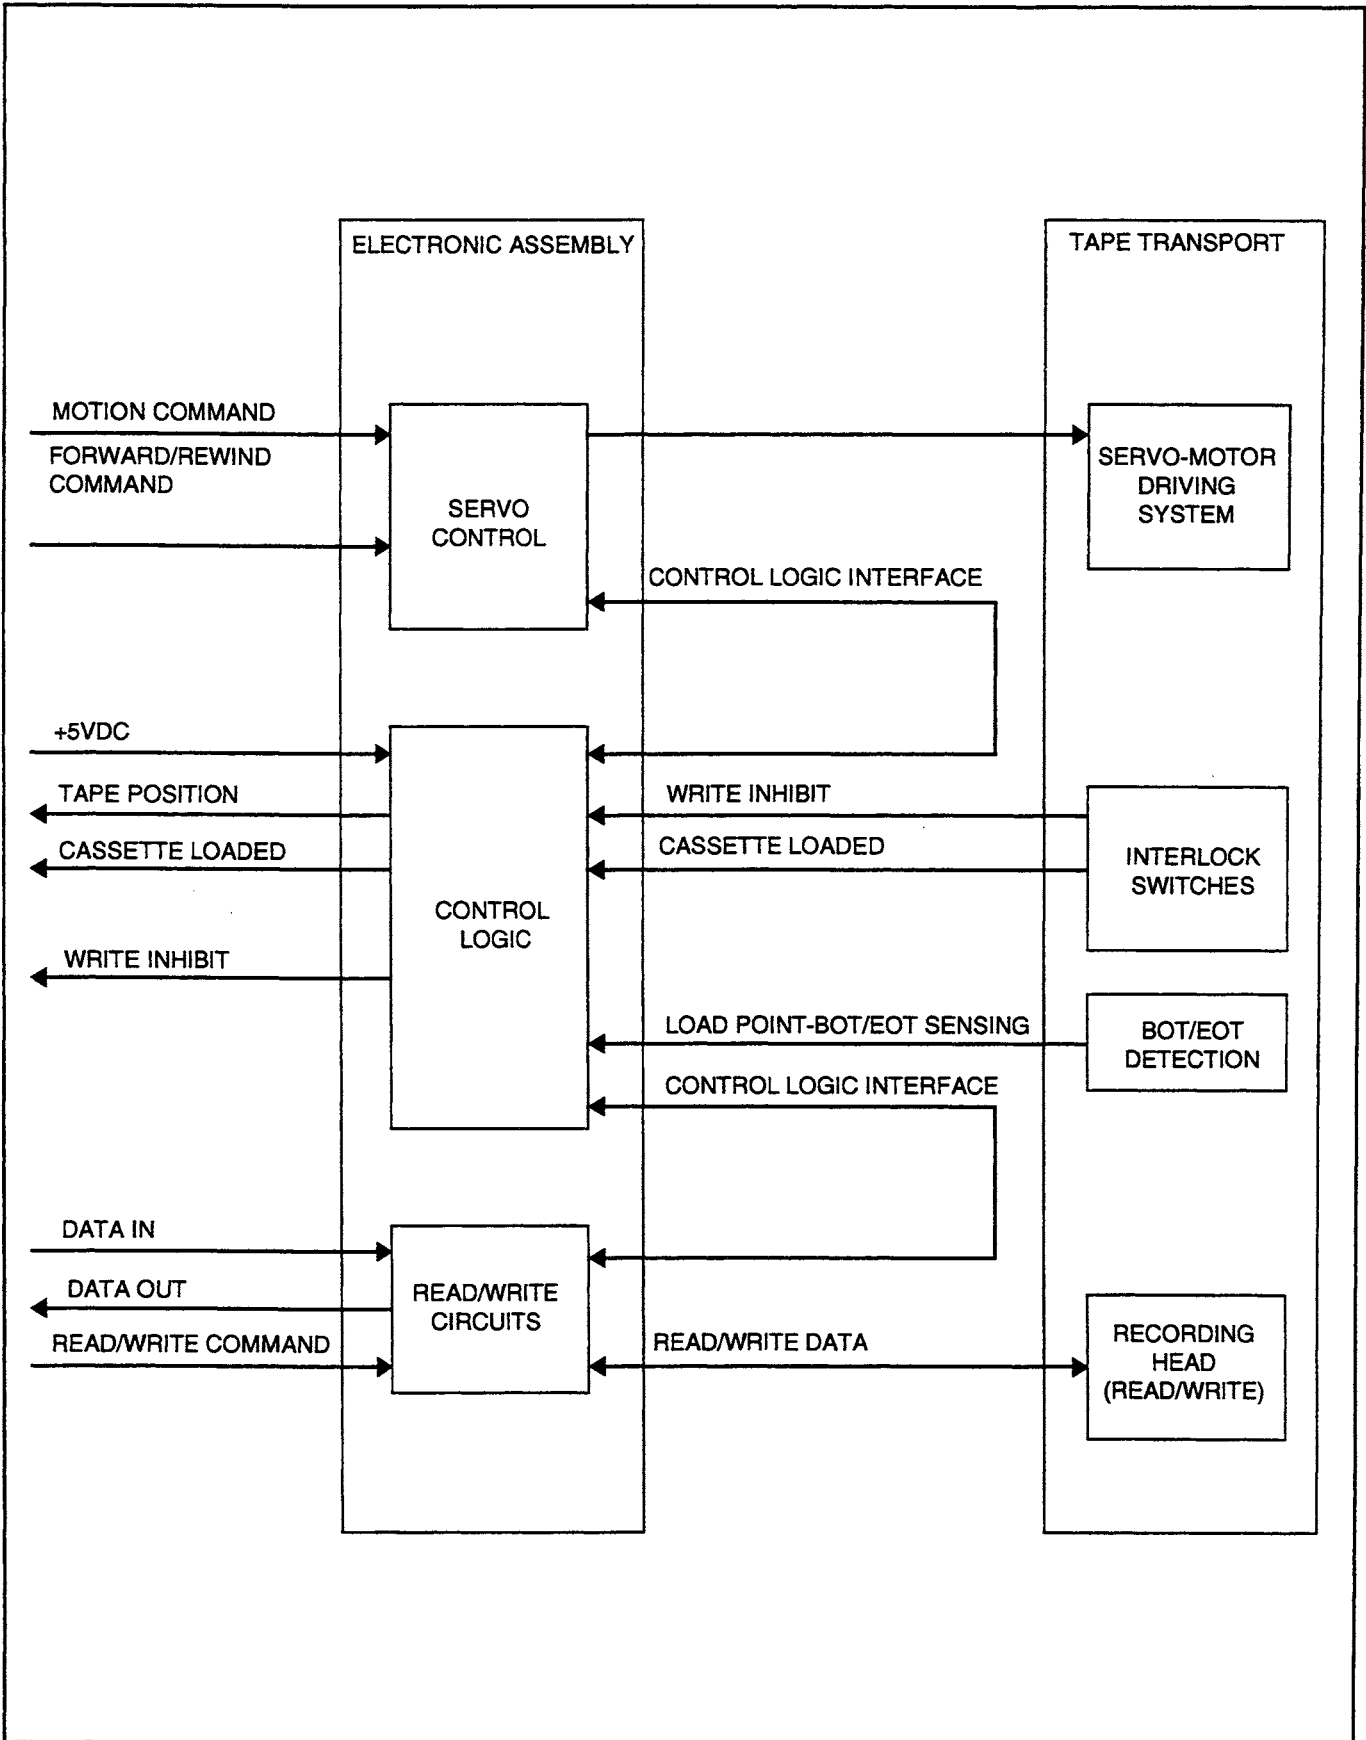 ELECTRONIC ASSEMBLY
TAPE TRANSPORT
MOTION COMMAND
FORWARD/REWIND
COMMAND
SERVO
CONTROL
SERVO-MOTOR
DRIVING
SYSTEM
CONTROL LOGIC INTERFACE
+5VDC
TAPE POSITION
CASSETTE LOADED
WRITE INHIBIT
CONTROL
LOGIC
WRITE INHIBIT
CASSETTE LOADED
INTERLOCK
SWITCHES
LOAD POINT-BOT/EOT SENSING
BOT/EOT
DETECTION
CONTROL LOGIC INTERFACE
DATA IN
DATA OUT
READ/WRITE COMMAND
READ/WRITE
CIRCUITS
READ/WRITE DATA
RECORDING
HEAD
(READ/WRITE)